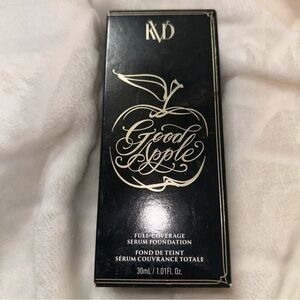 KVD
Good
Apple
FULL-COVERAGE
SERUM FOUNDATION
FOND DE TEINT
SÉRUM COUVRANCE TOTALE
30mL / 1.01Fl. Oz.